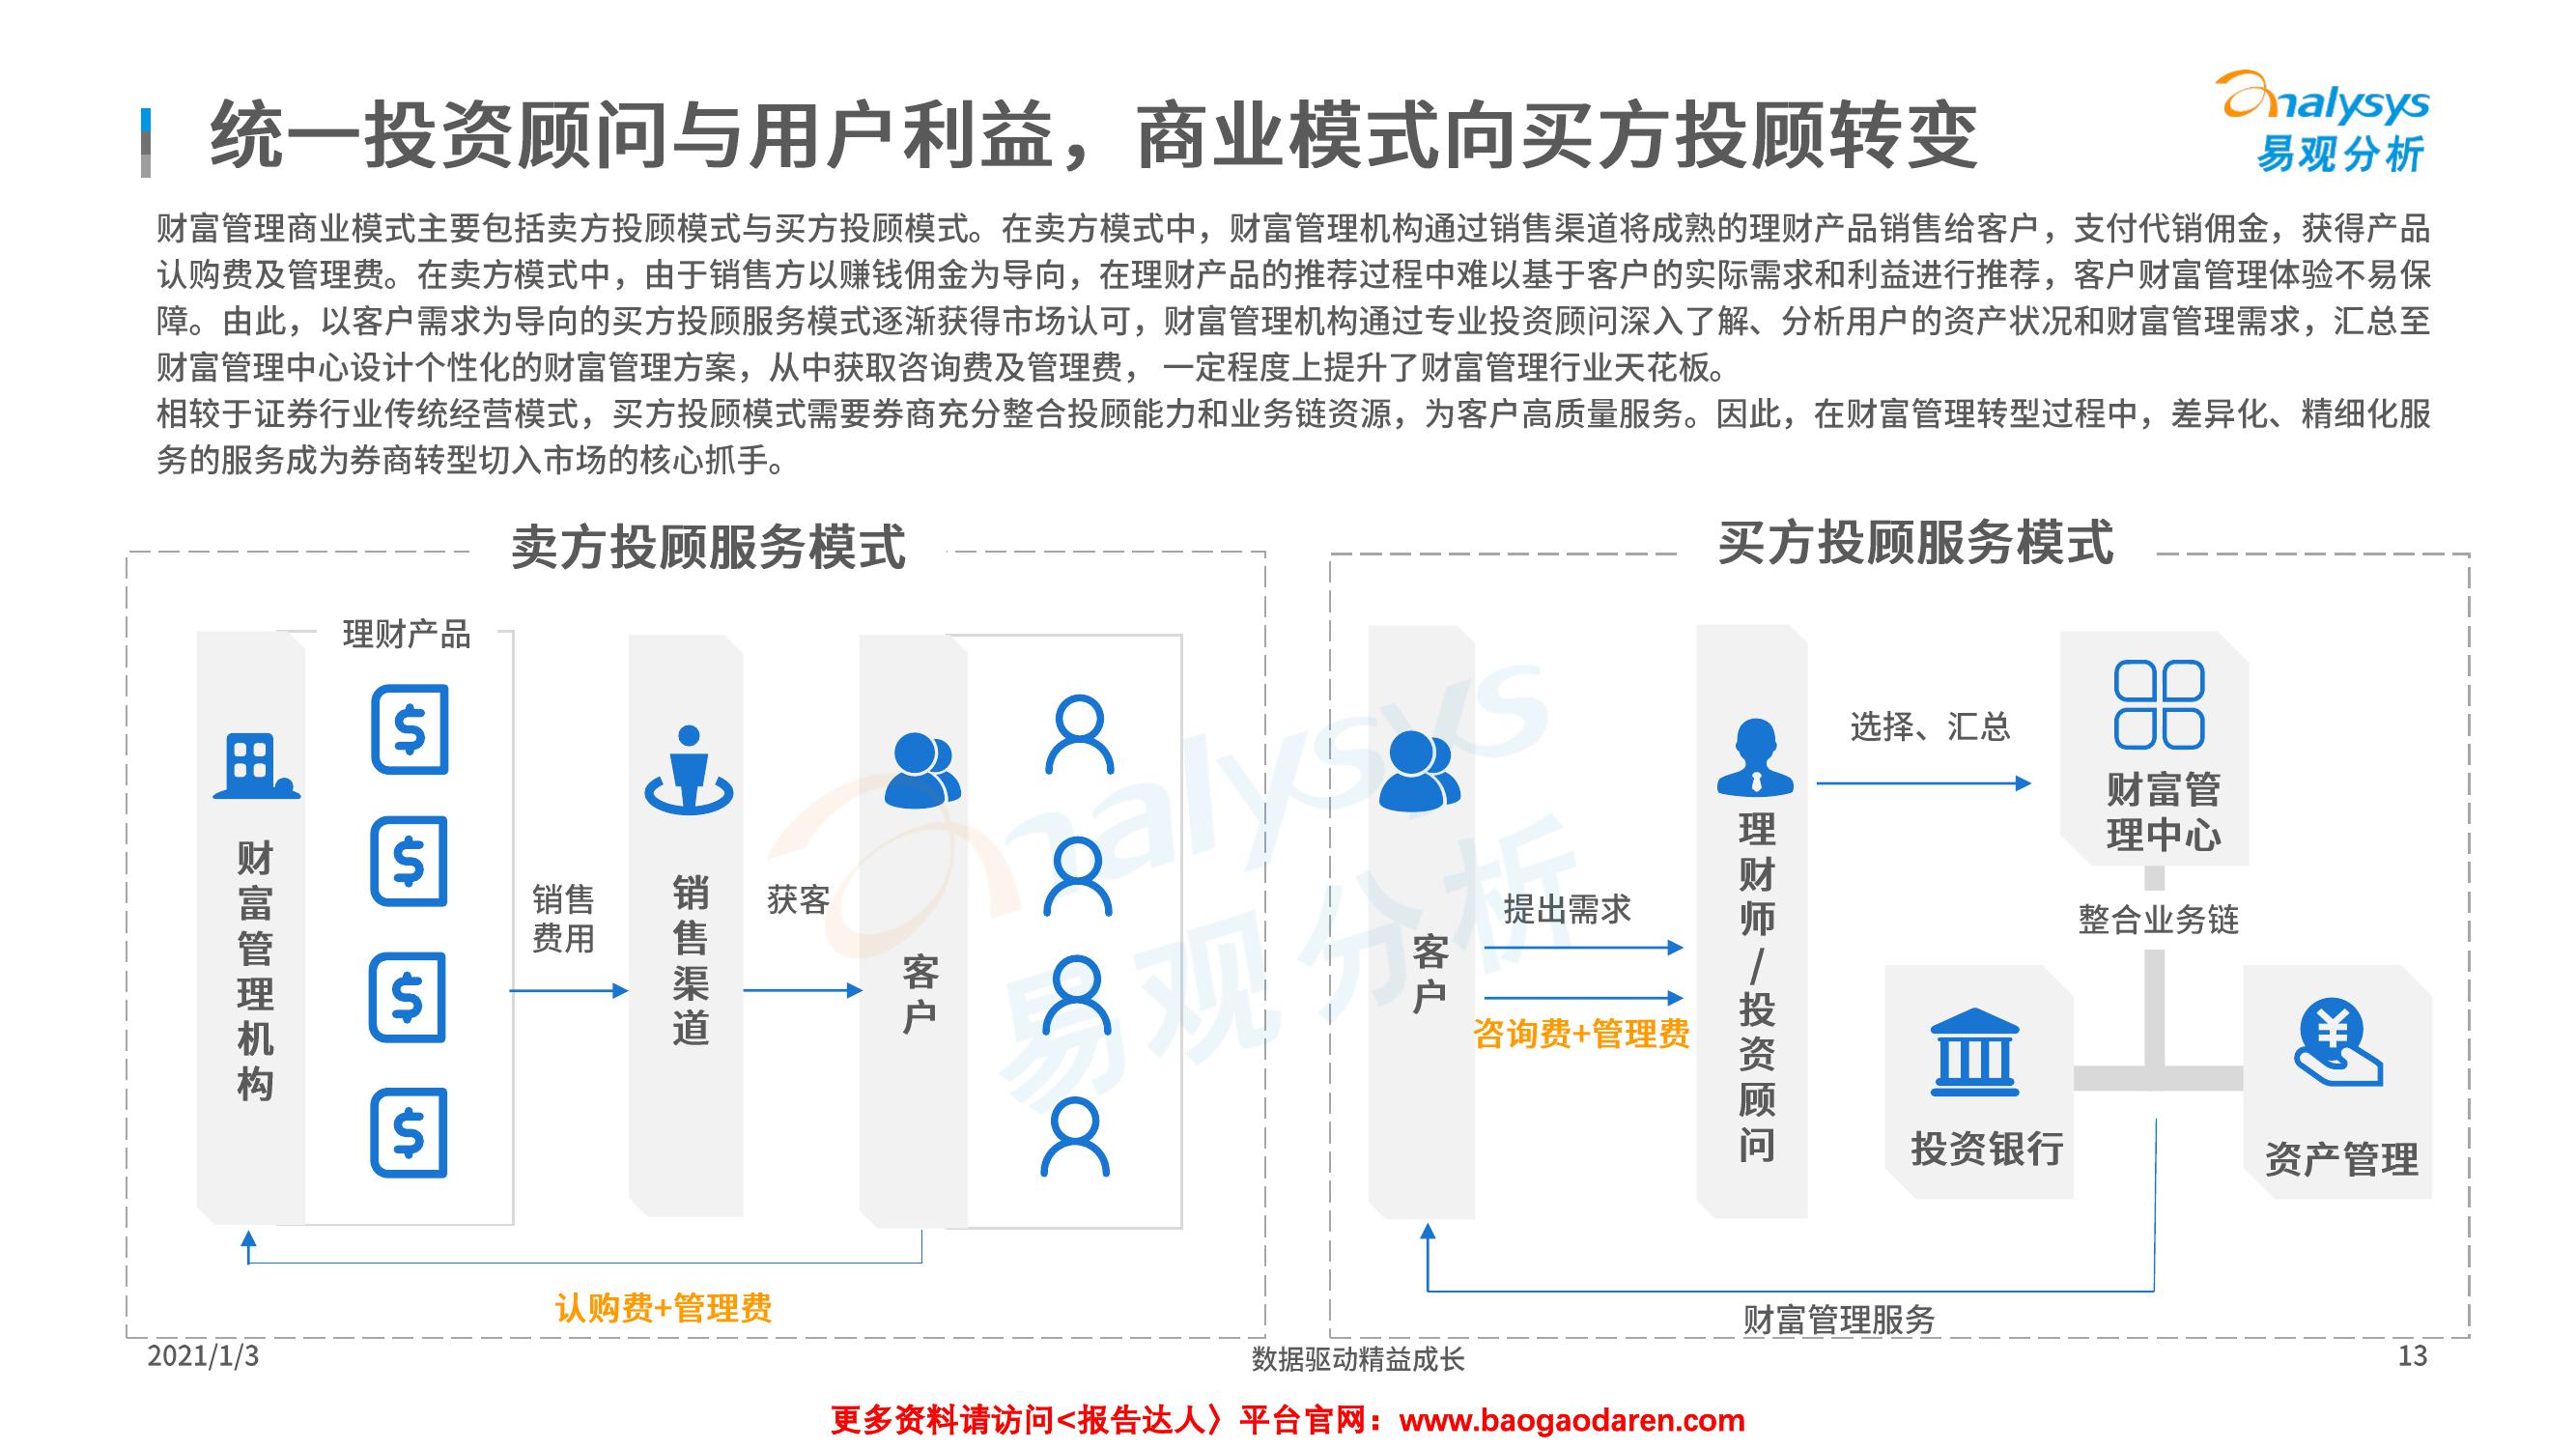 统一投资顾问与用户利益，商业模式向买方投顾转变
analysys
易观分析
财富管理商业模式主要包括卖方投顾模式与买方投顾模式。在卖方模式中，财富管理机构通过销售渠道将成熟的理财产品销售给客户，支付代销佣金，获得产品
认购费及管理费。在卖方模式中，由于销售方以赚钱佣金为导向，在理财产品的推荐过程中难以基于客户的实际需求和利益进行推荐，客户财富管理体验不易保
障。由此，以客户需求为导向的买方投顾服务模式逐渐获得市场认可，财富管理机构通过专业投资顾问深入了解、分析用户的资产状况和财富管理需求，汇总至
财富管理中心设计个性化的财富管理方案，从中获取咨询费及管理费， 一定程度上提升了财富管理行业天花板。
相较于证券行业传统经营模式，买方投顾模式需要券商充分整合投顾能力和业务链资源，为客户高质量服务。因此，在财富管理转型过程中，差异化、精细化服
务的服务成为券商转型切入市场的核心抓手。
卖方投顾服务模式
理财产品
财富管理机构
销售
费用
销售渠道
获客
客户
认购费+管理费
买方投顾服务模式
客户
提出需求
咨询费+管理费
理财师/投资顾问
选择、汇总
财富管
理中心
整合业务链
投资银行
资产管理
财富管理服务
analysys
易观分析
2021/1/3
数据驱动精益成长
13
更多资料请访问<报告达人〉平台官网：www.baogaodaren.com